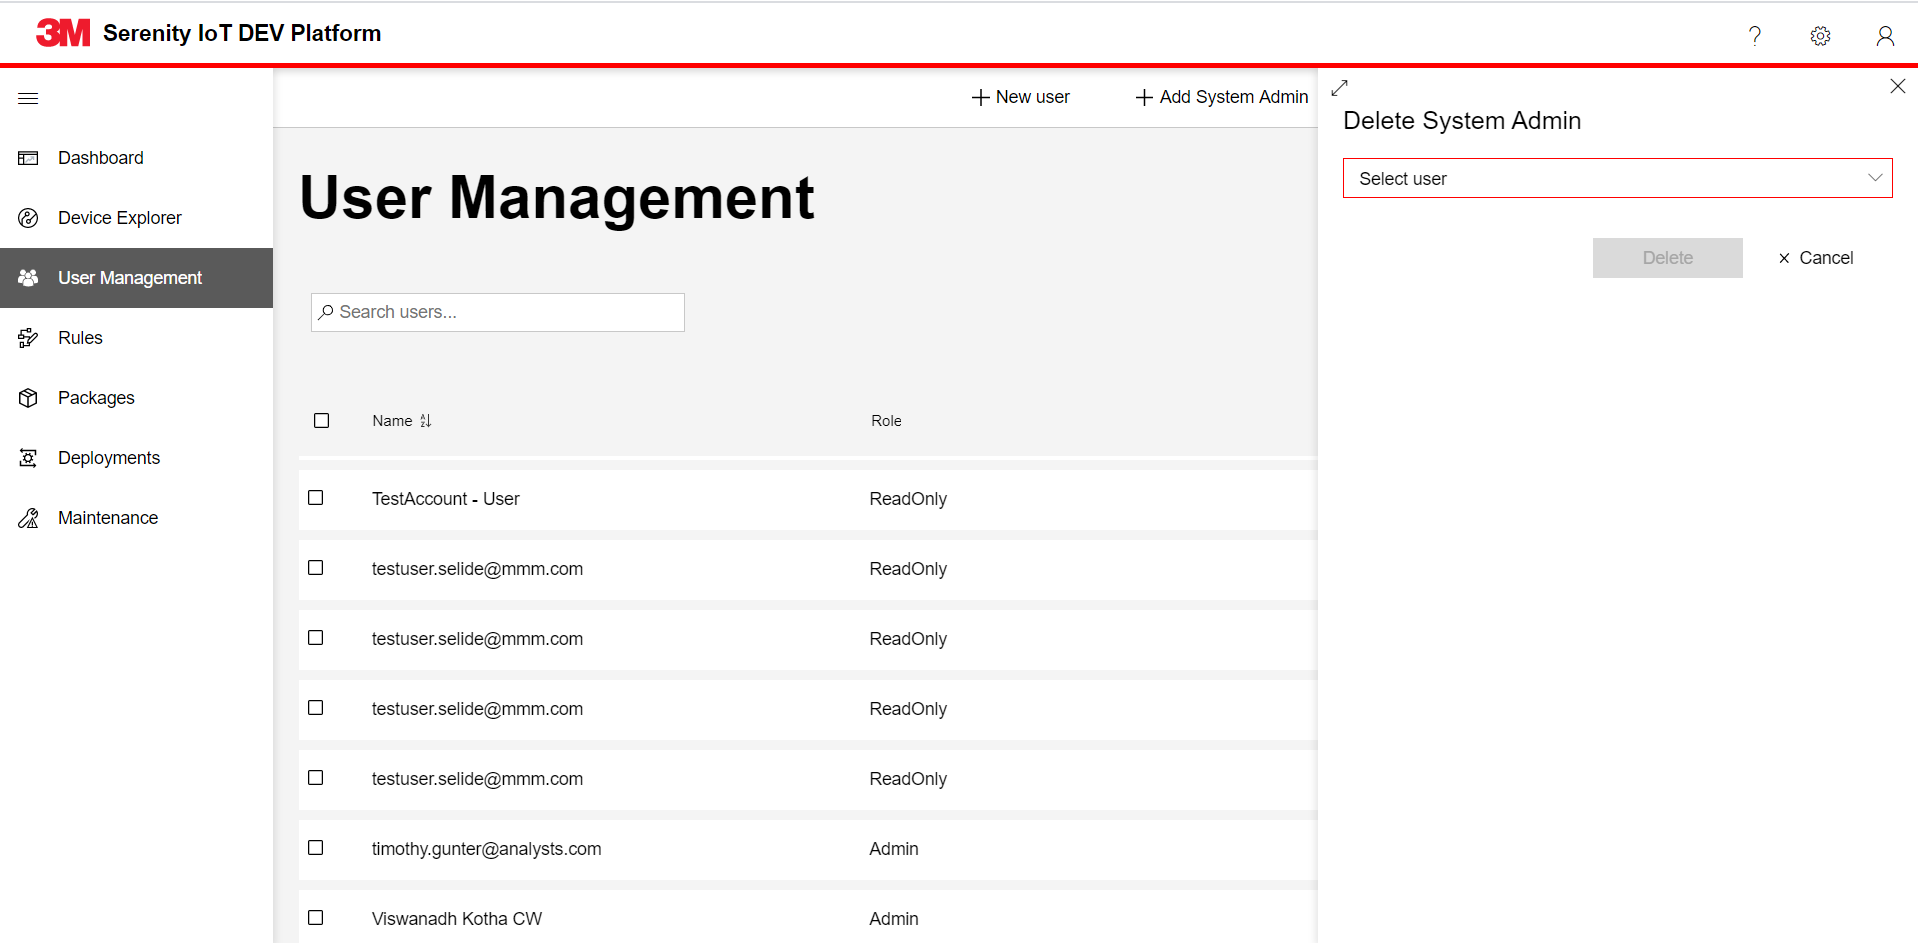 3M Serenity IoT DEV Platform
?
New user
Add System Admin
Dashboard
Device Explorer
User Management
Rules
Packages
Deployments
Maintenance
User Management
Search users...
Name
Role
TestAccount - User ReadOnly
testuser.selide@mmm.com ReadOnly
testuser.selide@mmm.com ReadOnly
testuser.selide@mmm.com ReadOnly
testuser.selide@mmm.com ReadOnly
timothy.gunter@analysts.com Admin
Viswanadh Kotha CW Admin
Delete System Admin
Select user
Delete
Cancel